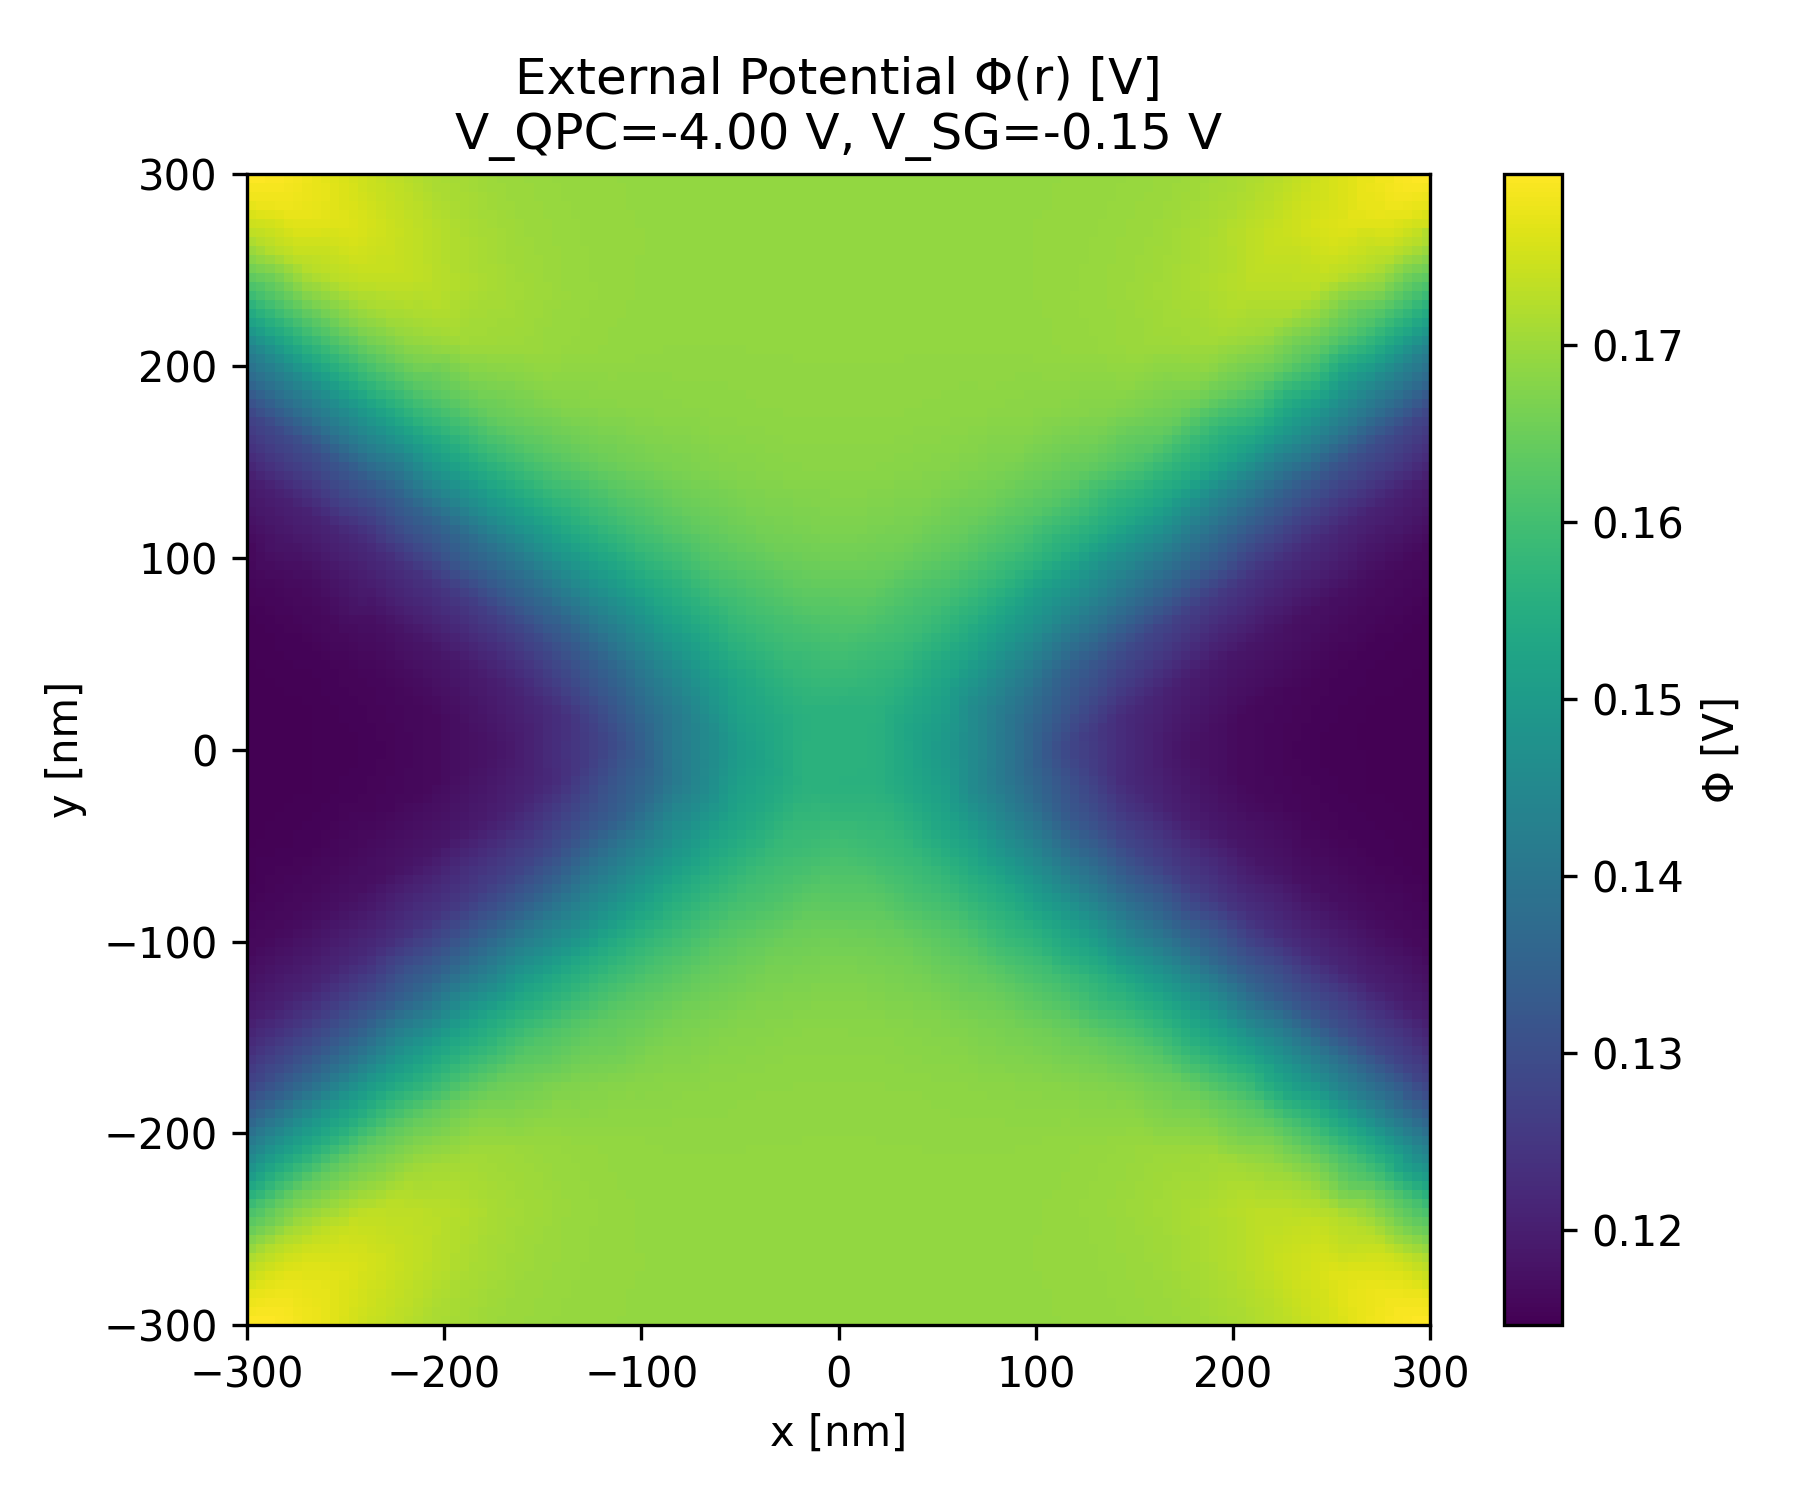 External Potential Φ(r) [V]
V_QPC=-4.00 V, V_SG=-0.15 V
300
200
100
0
−100
−200
−300
y [nm]
−300 −200 −100 0 100 200 300
x [nm]
0.17
0.16
0.15
0.14
0.13
0.12
Φ [V]